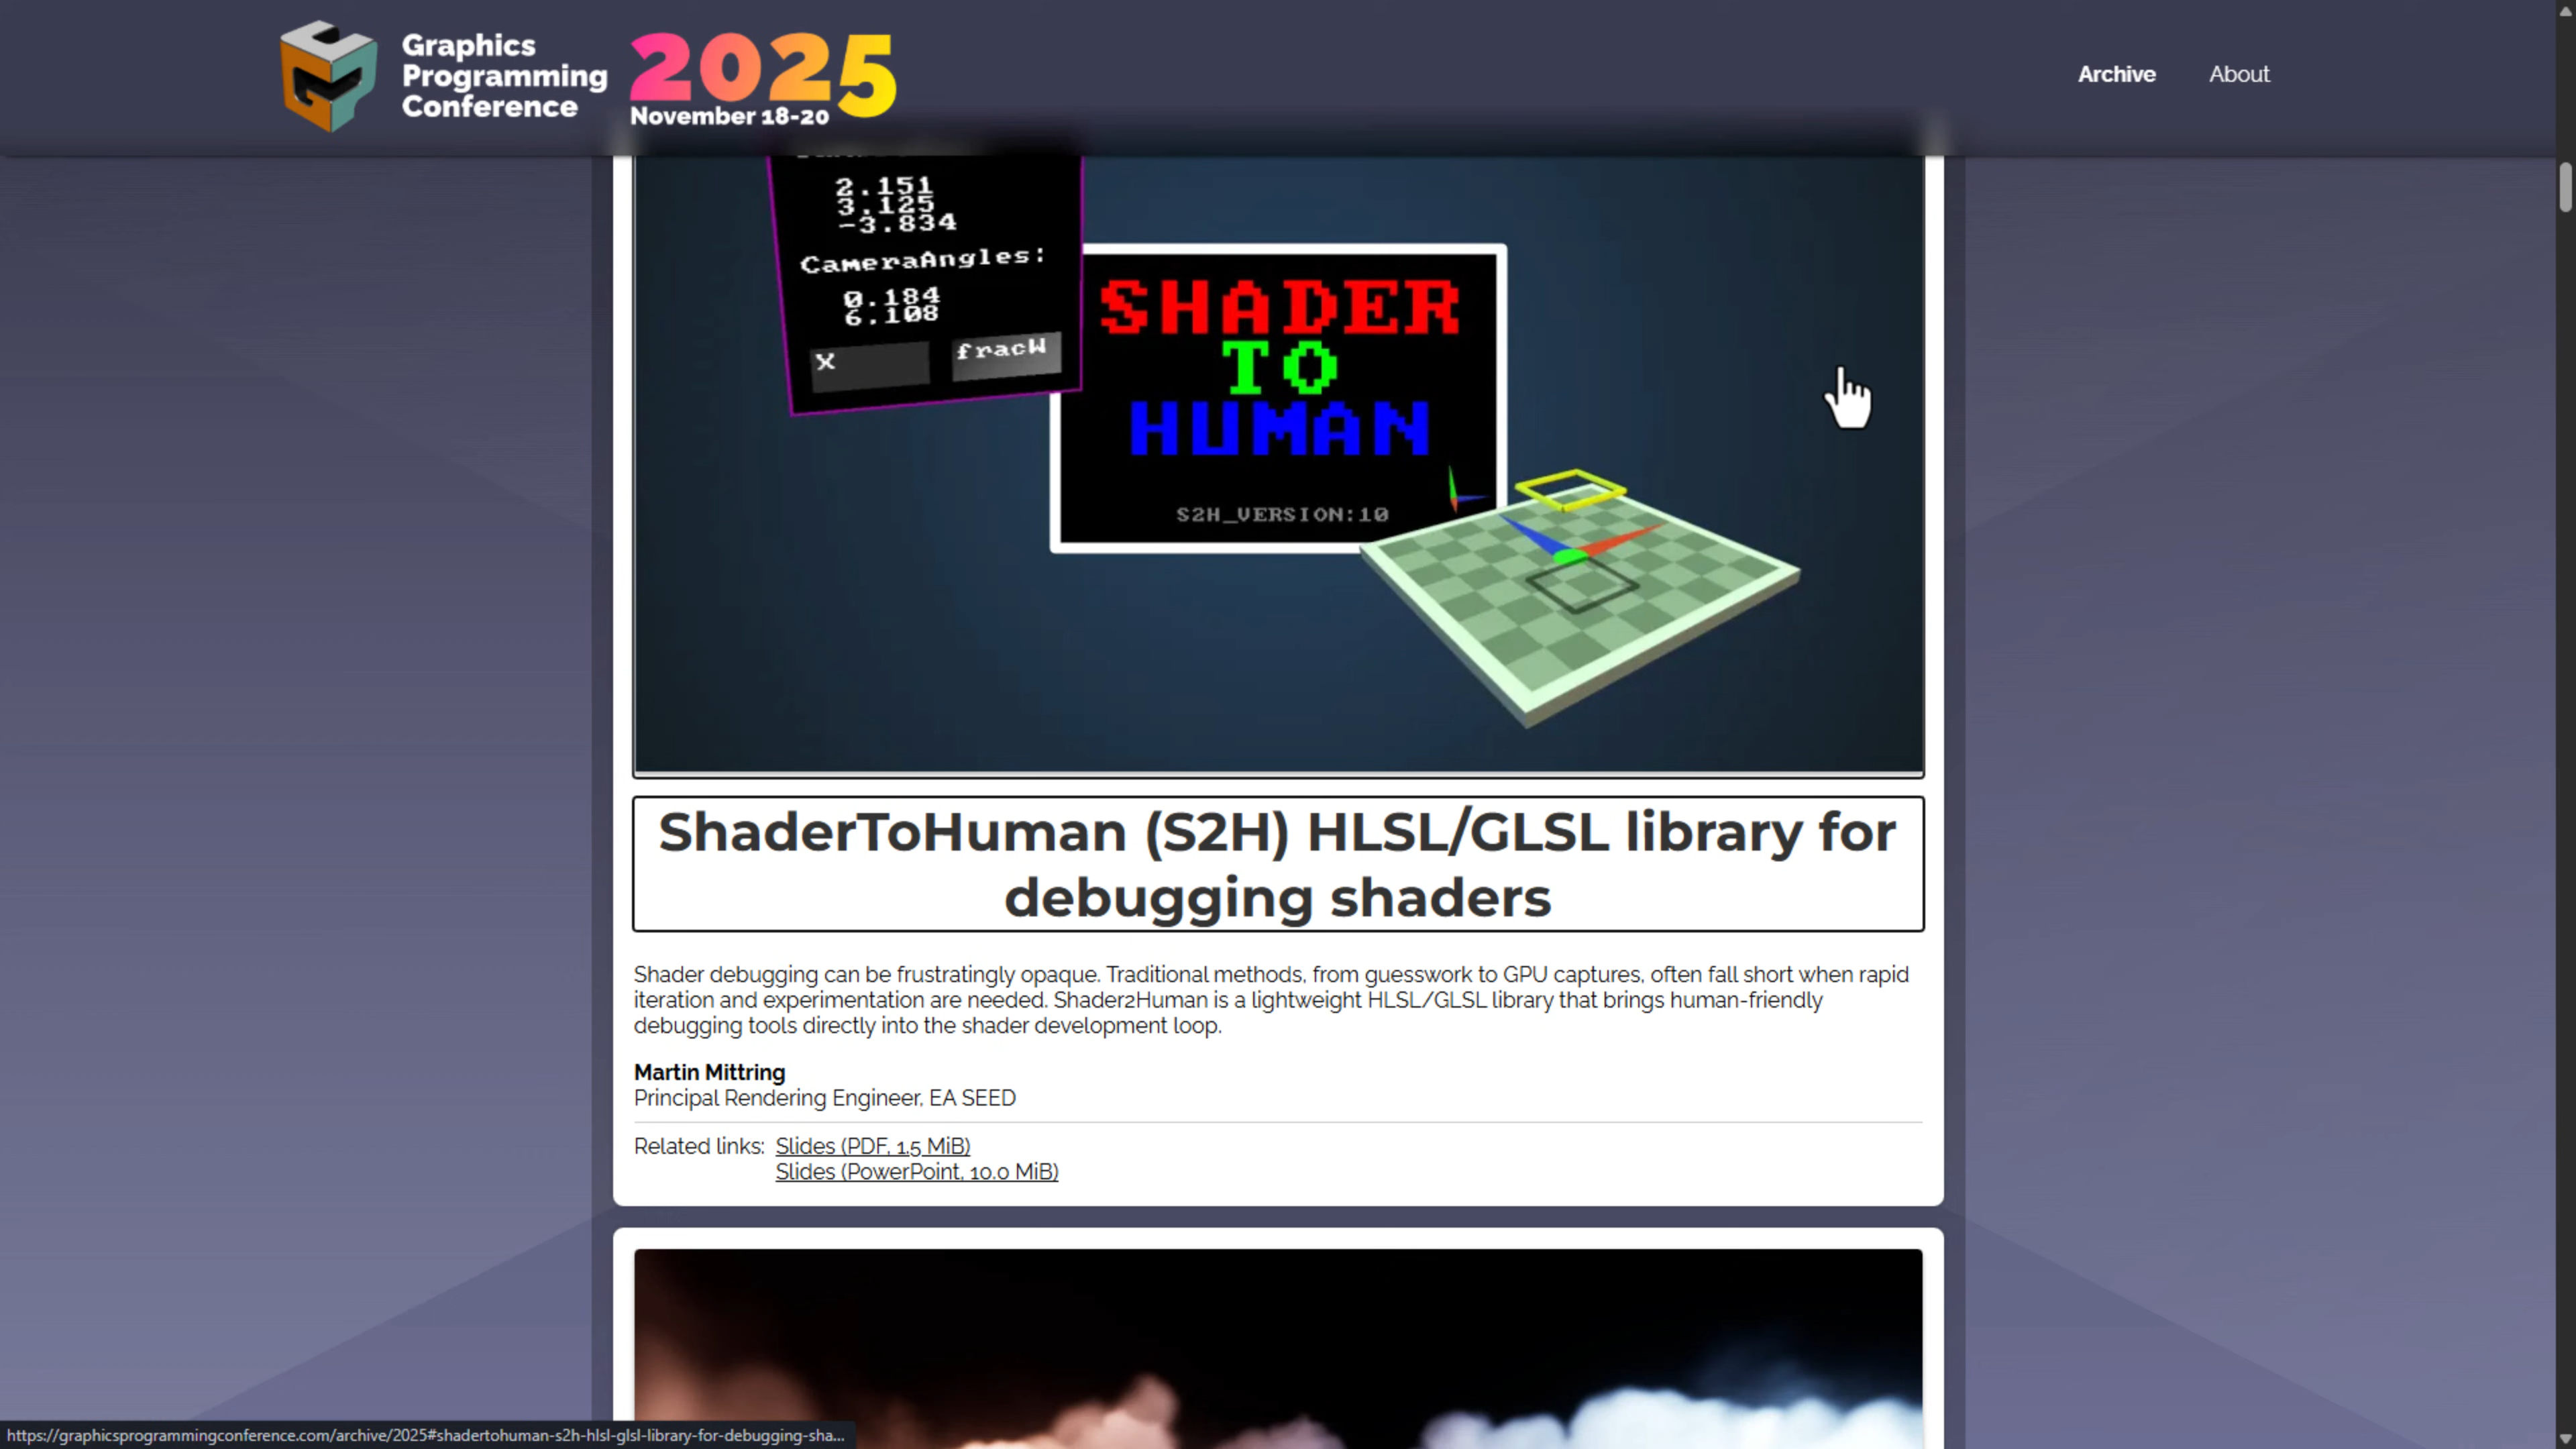 Graphics
Programming
Conference
2025
November 18-20
Archive
About
2.151
3.125
-3.834
CameraAngles:
0.184
6.108
X
fracW
SHADER
TO
HUMAN
S2H_VERSION:10
ShaderToHuman (S2H) HLSL/GLSL library for
debugging shaders
Shader debugging can be frustratingly opaque. Traditional methods, from guesswork to GPU captures, often fall short when rapid
iteration and experimentation are needed. Shader2Human is a lightweight HLSL/GLSL library that brings human-friendly
debugging tools directly into the shader development loop.
Martin Mittring
Principal Rendering Engineer, EA SEED
Related links: Slides (PDF, 1.5 MiB)
Slides (PowerPoint, 10.0 MiB)
https://graphicsprogrammingconference.com/archive/2025#shadertohuman-s2h-hlsl-glsl-library-for-debugging-sha...